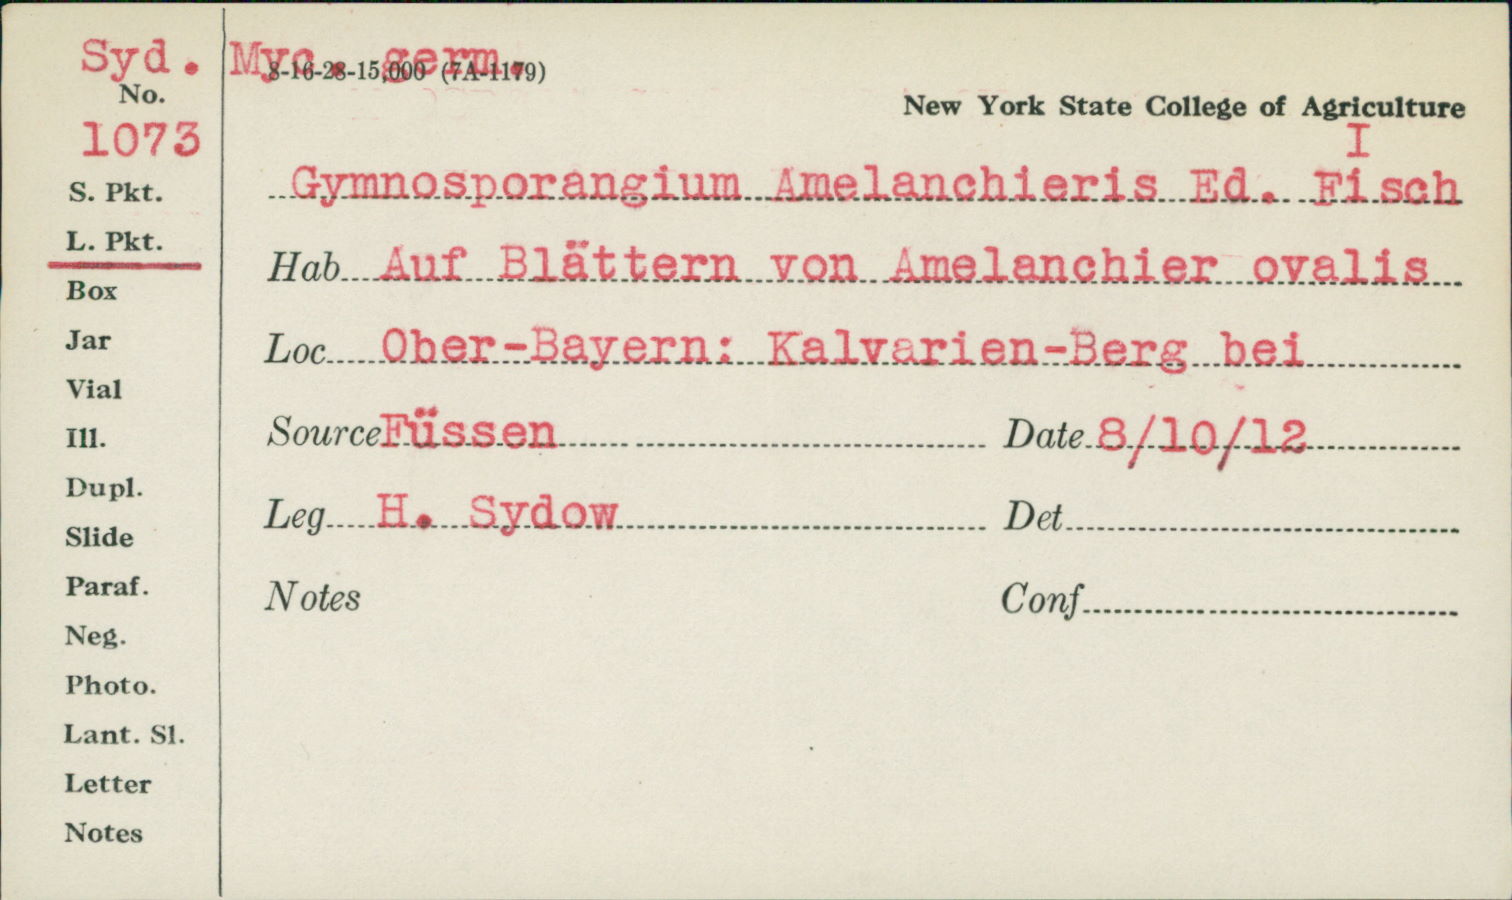 Syd. Myc. germ.
8-16-28-15,000 (7A-1179)
No.
1073
New York State College of Agriculture
I
S. Pkt.
Gymnosporangium Amelanchieris Ed. Fisch
L. Pkt.
Hab Auf Blättern von Amelanchier ovalis
Box
Jar
Loc Ober-Bayern: Kalvarien-Berg bei
Vial
Ill.
Source Füssen Date 8/10/12
Dupl.
Leg H. Sydow Det
Slide
Paraf.
Notes Conf
Neg.
Photo.
Lant. Sl.
Letter
Notes